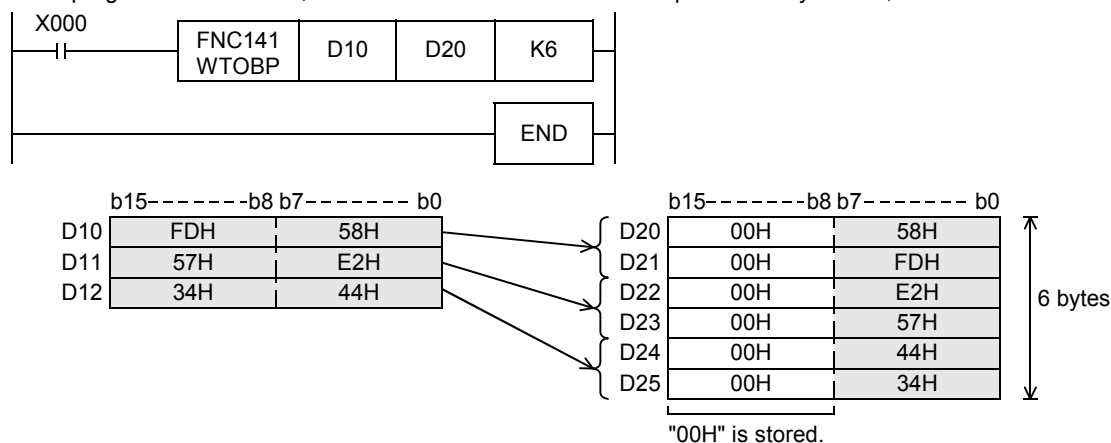 X000
FNC141 WTOBP D10 D20 K6
END
b15-------b8 b7------- b0
D10 FDH 58H
D11 57H E2H
D12 34H 44H
b15-------b8 b7------- b0
D20 00H 58H
D21 00H FDH
D22 00H E2H
D23 00H 57H
D24 00H 44H
D25 00H 34H
6 bytes
"00H" is stored.